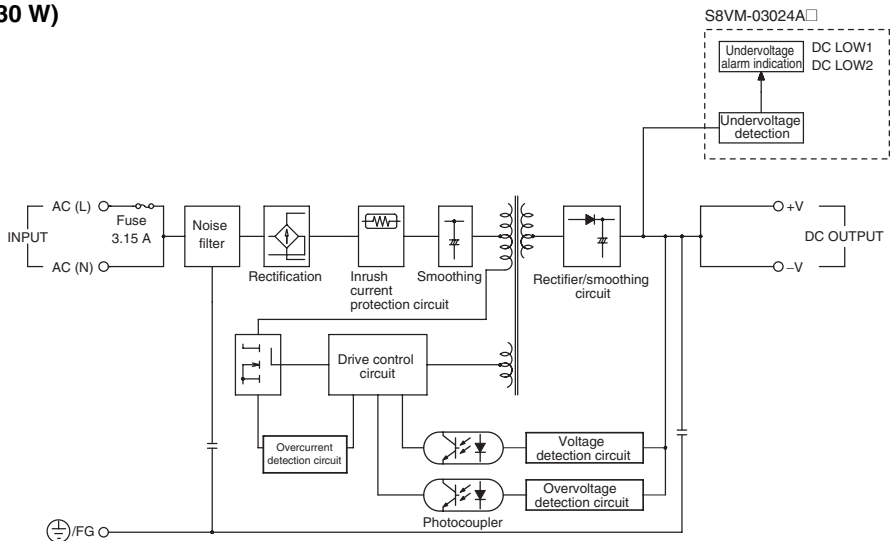 30 W)
S8VM-03024A□
Undervoltage
alarm indication
DC LOW1
DC LOW2
Undervoltage
detection
AC (L)
Fuse
3.15 A
INPUT
AC (N)
Noise
filter
Rectification
Inrush
current
protection circuit
Smoothing
Rectifier/smoothing
circuit
+V
DC OUTPUT
–V
Drive control
circuit
Overcurrent
detection circuit
Voltage
detection circuit
Overvoltage
detection circuit
Photocoupler
/FG